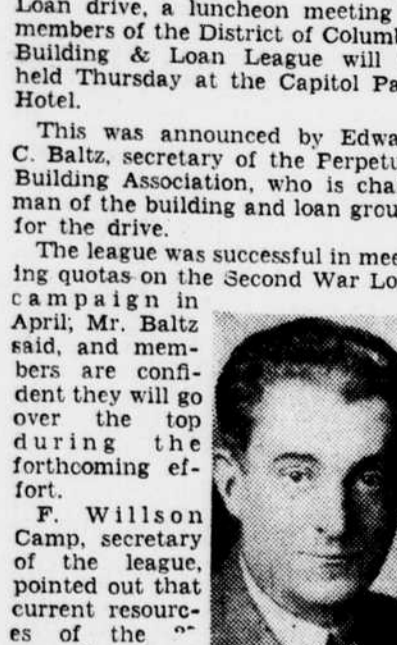 Loan drive, a luncheon meeting
members of the District of Columb
Building & Loan League will
held Thursday at the Capitol Pa
Hotel.
This was announced by Edwa
C. Baltz, secretary of the Perpetu
Building Association, who is chai
man of the building and loan grou
for the drive.
The league was successful in mee
ing quotas on the Second War Lo
campaign in
April, Mr. Baltz
said, and mem-
bers are confi-
dent they will go
over the top
during the
forthcoming ef-
fort.
F. Willson
Camp, secretary
of the league,
pointed out that
current resourc-
es of the